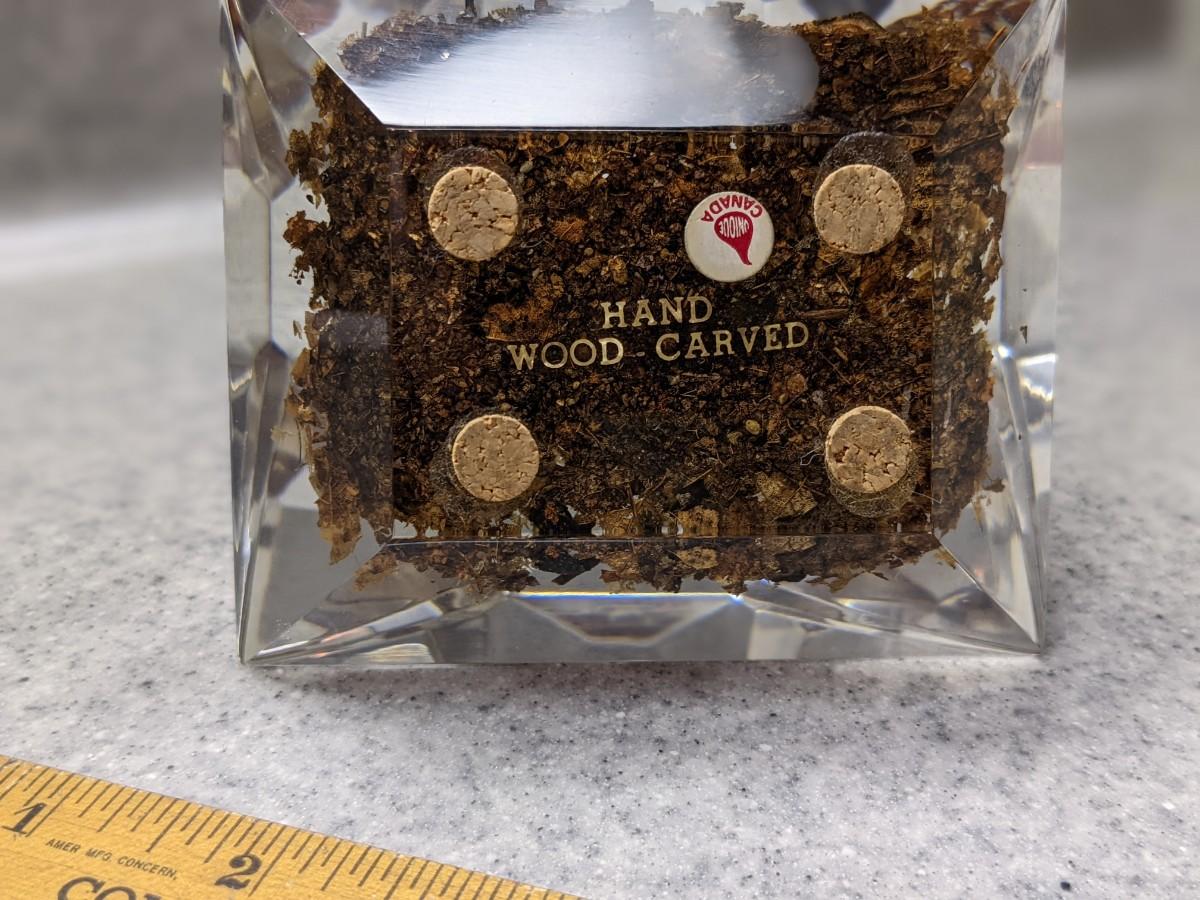 CANADA
UNIQUE
HAND
WOOD - CARVED
1
2
AMER MFG. CONCERN.